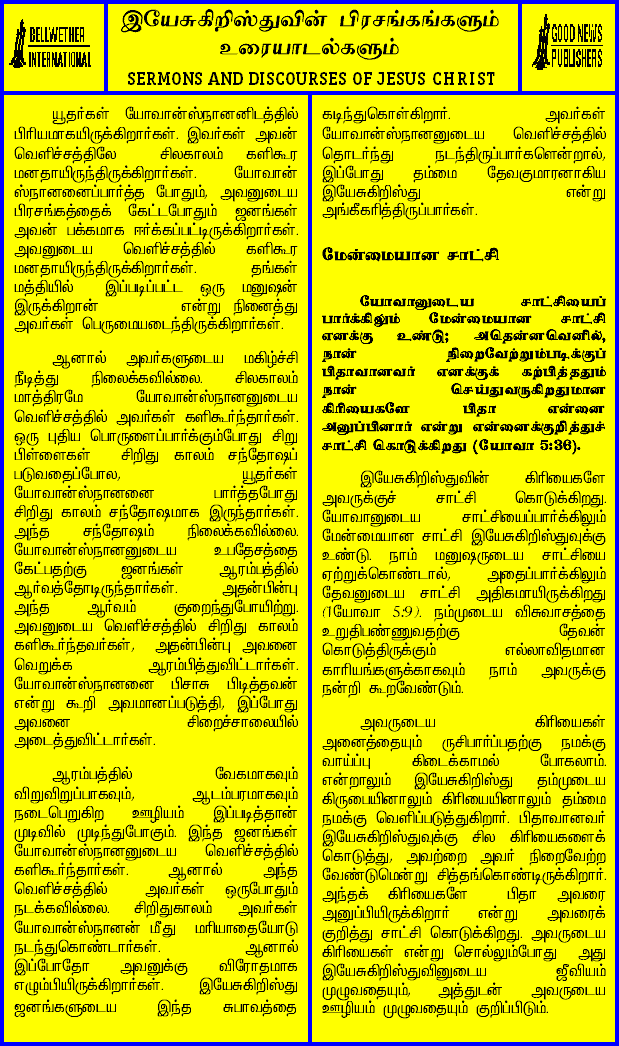 BELLWETHER
INTERNATIONAL
இயேசுகிறிஸ்துவின் பிரசங்கங்களும்
உரையாடல்களும்
SERMONS AND DISCOURSES OF JESUS CHRIST
GOOD NEWS
PUBLISHERS
யூதர்கள் யோவான்ஸ்நானனிடத்தில்
பிரியமாகயிருக்கிறார்கள். இவர்கள் அவன்
வெளிச்சத்திலே சிலகாலம் களிகூர
மனதாயிருந்திருக்கிறார்கள். யோவான்
ஸ்நானனைப்பார்த்த போதும், அவனுடைய
பிரசங்கத்தைக் கேட்டபோதும் ஜனங்கள்
அவன் பக்கமாக ஈர்க்கப்பட்டிருக்கிறார்கள்.
அவனுடைய வெளிச்சத்தில் களிகூர
மனதாயிருந்திருக்கிறார்கள். தங்கள்
மத்தியில் இப்படிப்பட்ட ஒரு மனுஷன்
இருக்கிறான் என்று நினைத்து
அவர்கள் பெருமையடைந்திருக்கிறார்கள்.
ஆனால் அவர்களுடைய மகிழ்ச்சி
நீடித்து நிலைக்கவில்லை. சிலகாலம்
மாத்திரமே யோவான்ஸ்நானனுடைய
வெளிச்சத்தில் அவர்கள் களிகூர்ந்தார்கள்.
ஒரு புதிய பொருளைப்பார்க்கும்போது சிறு
பிள்ளைகள் சிறிது காலம் சந்தோஷப்
படுவதைப்போல, யூதர்கள்
யோவான்ஸ்நானனை பார்த்தபோது
சிறிது காலம் சந்தோஷமாக இருந்தார்கள்.
அந்த சந்தோஷம் நிலைக்கவில்லை.
யோவான்ஸ்நானனுடைய உபதேசத்தை
கேட்பதற்கு ஜனங்கள் ஆரம்பத்தில்
ஆர்வத்தோடிருந்தார்கள். அதன்பின்பு
அந்த ஆர்வம் குறைந்துபோயிற்று.
அவனுடைய வெளிச்சத்தில் சிறிது காலம்
களிகூர்ந்தவர்கள், அதன்பின்பு அவனை
வெறுக்க ஆரம்பித்துவிட்டார்கள்.
யோவான்ஸ்நானனை பிசாசு பிடித்தவன்
என்று கூறி அவமானப்படுத்தி, இப்போது
அவனை சிறைச்சாலையில்
அடைத்துவிட்டார்கள்.
ஆரம்பத்தில் வேகமாகவும்
விறுவிறுப்பாகவும், ஆடம்பரமாகவும்
நடைபெறுகிற ஊழியம் இப்படித்தான்
முடிவில் முடிந்துபோகும். இந்த ஜனங்கள்
யோவான்ஸ்நானனுடைய வெளிச்சத்தில்
களிகூர்ந்தார்கள். ஆனால் அந்த
வெளிச்சத்தில் அவர்கள் ஒருபோதும்
நடக்கவில்லை. சிறிதுகாலம் அவர்கள்
யோவான்ஸ்நானன் மீது மரியாதையோடு
நடந்துகொண்டார்கள். ஆனால்
இப்போதோ அவனுக்கு விரோதமாக
எழும்பியிருக்கிறார்கள். இயேசுகிறிஸ்து
ஜனங்களுடைய இந்த சுபாவத்தை
கடிந்துகொள்கிறார். அவர்கள்
யோவான்ஸ்நானனுடைய வெளிச்சத்தில்
தொடர்ந்து நடந்திருப்பார்களென்றால்,
இப்போது தம்மை தேவகுமாரனாகிய
இயேசுகிறிஸ்து என்று
அங்கீகரித்திருப்பார்கள்.
மேன்மையான சாட்சி
யோவானுடைய சாட்சியைப்
பார்க்கிலும் மேன்மையான சாட்சி
எனக்கு உண்டு; அதென்னவெனில்,
நான் நிறைவேற்றும்படிக்குப்
பிதாவானவர் எனக்குக் கற்பித்ததும்
நான் செய்துவருகிறதுமான
கிரியைகளே பிதா என்னை
அனுப்பினார் என்று என்னைக்குறித்துச்
சாட்சி கொடுக்கிறது (யோவா 5:36).
இயேசுகிறிஸ்துவின் கிரியைகளே
அவருக்குச் சாட்சி கொடுக்கிறது.
யோவானுடைய சாட்சியைப்பார்க்கிலும்
மேன்மையான சாட்சி இயேசுகிறிஸ்துவுக்கு
உண்டு. நாம் மனுஷருடைய சாட்சியை
ஏற்றுக்கொண்டால், அதைப்பார்க்கிலும்
தேவனுடைய சாட்சி அதிகமாயிருக்கிறது
(1யோவா 5:9). நம்முடைய விசுவாசத்தை
உறுதிபண்ணுவதற்கு தேவன்
கொடுத்திருக்கும் எல்லாவிதமான
காரியங்களுக்காகவும் நாம் அவருக்கு
நன்றி கூறவேண்டும்.
அவருடைய கிரியைகள்
அனைத்தையும் ருசிபார்ப்பதற்கு நமக்கு
வாய்ப்பு கிடைக்காமல் போகலாம்.
என்றாலும் இயேசுகிறிஸ்து தம்முடைய
கிருபையினாலும் கிரியையினாலும் தம்மை
நமக்கு வெளிப்படுத்துகிறார். பிதாவானவர்
இயேசுகிறிஸ்துவுக்கு சில கிரியைகளைக்
கொடுத்து, அவற்றை அவர் நிறைவேற்ற
வேண்டுமென்று சித்தங்கொண்டிருக்கிறார்.
அந்தக் கிரியைகளே பிதா அவரை
அனுப்பியிருக்கிறார் என்று அவரைக்
குறித்து சாட்சி கொடுக்கிறது. அவருடைய
கிரியைகள் என்று சொல்லும்போது அது
இயேசுகிறிஸ்துவினுடைய ஜீவியம்
முழுவதையும், அத்துடன் அவருடைய
ஊழியம் முழுவதையும் குறிப்பிடும்.